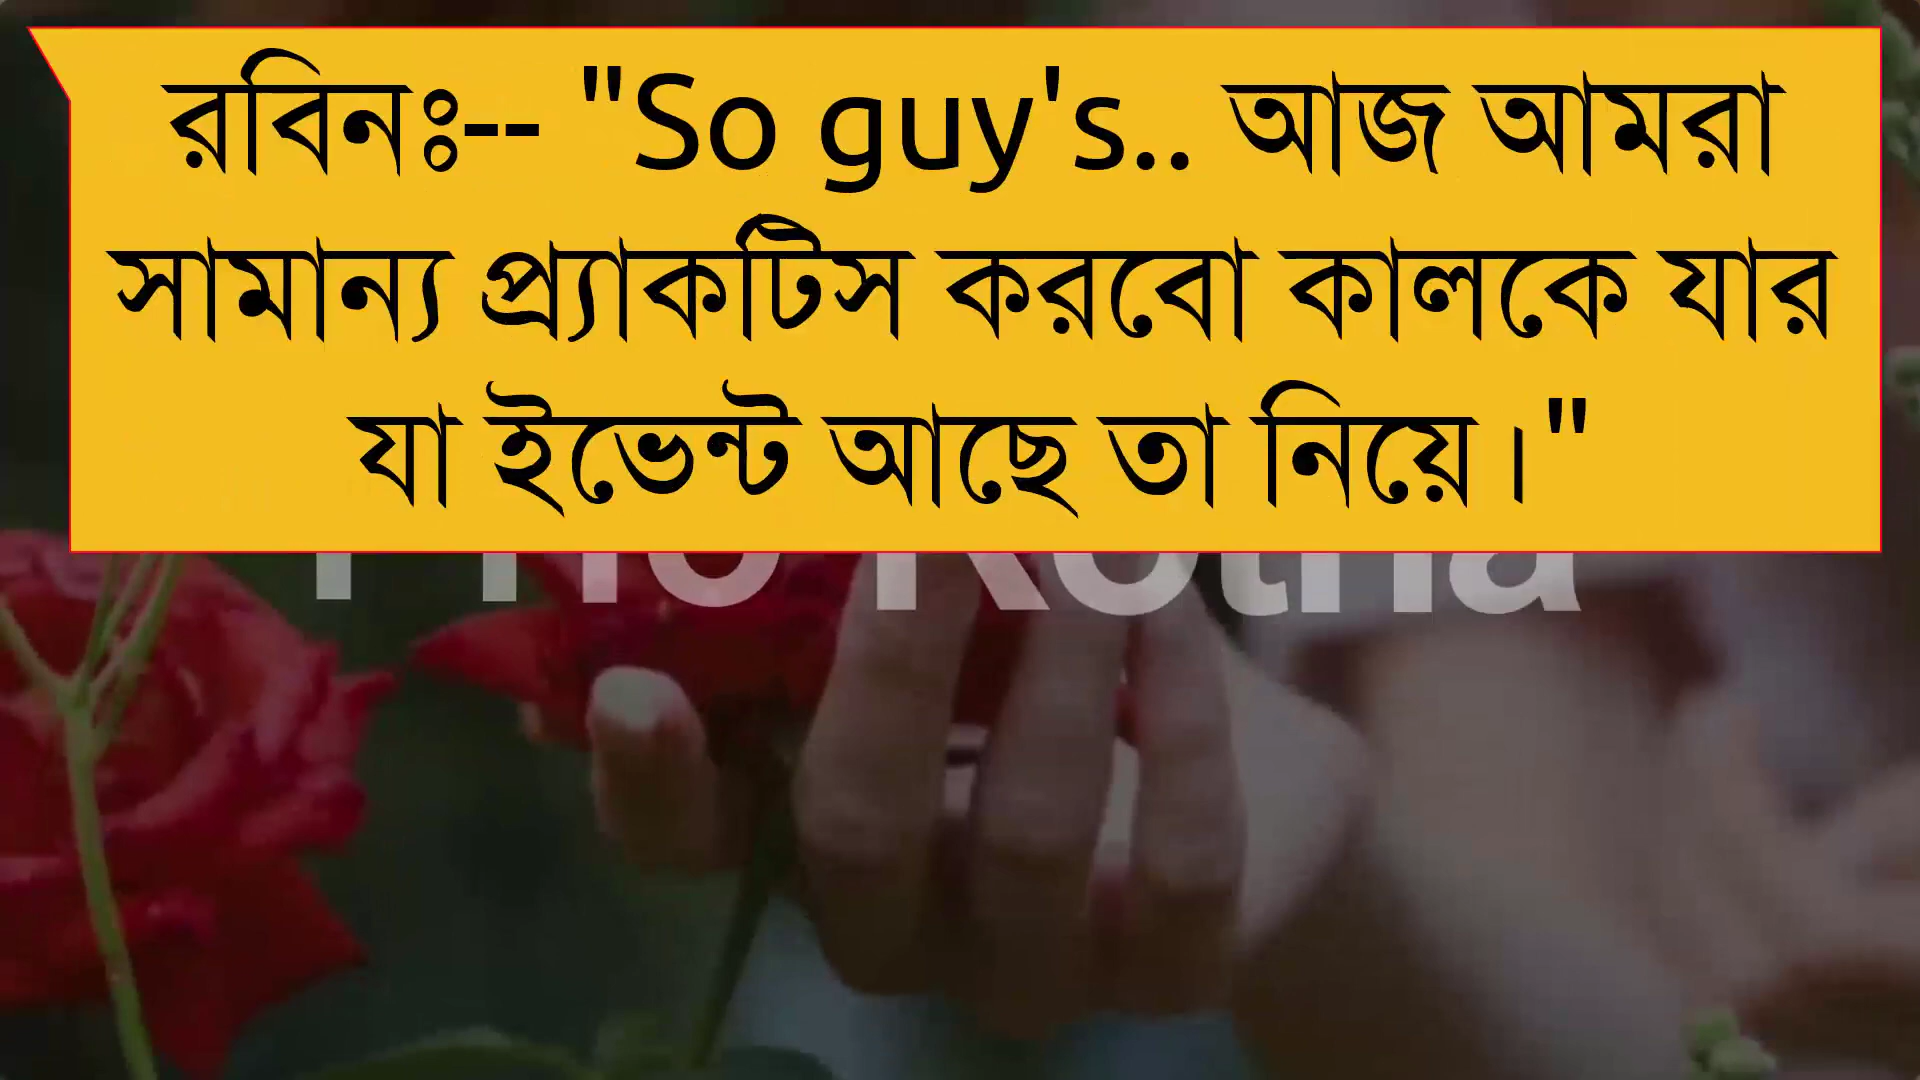 রবিনঃ-- "So guy's.. আজ আমরা
সামান্য প্র্যাকটিস করবো কালকে যার
যা ইভেন্ট আছে তা নিয়ে।"